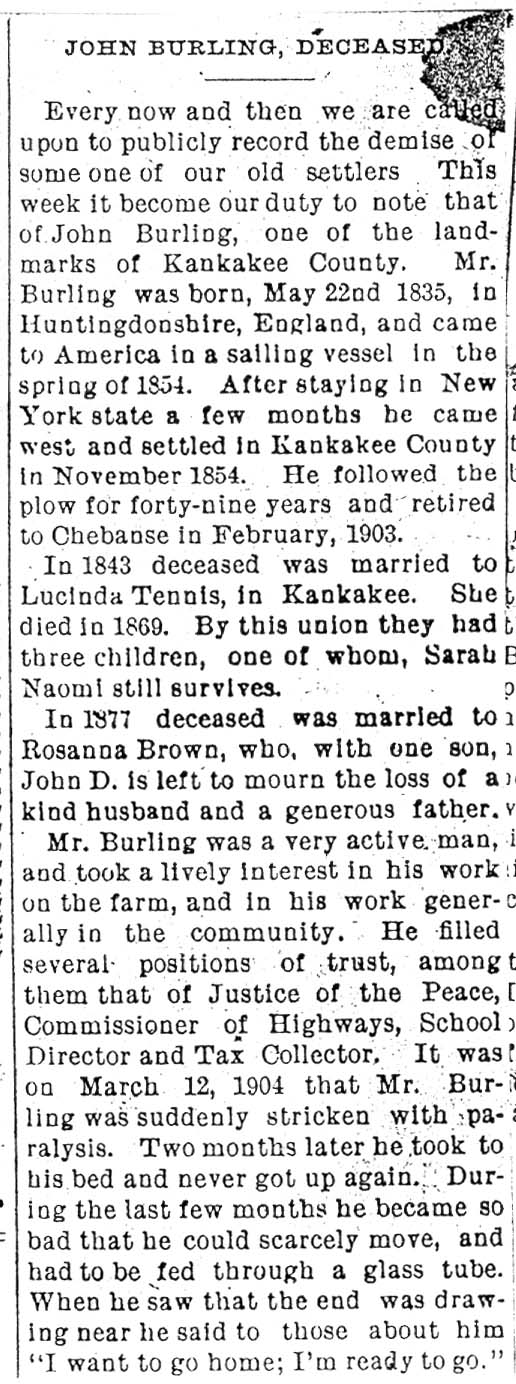 JOHN BURLING, DECEASED.
Every now and then we are called
upon to publicly record the demise of
some one of our old settlers This
week it become our duty to note that
of John Burling, one of the land-
marks of Kankakee County. Mr.
Burling was born, May 22nd 1835, in
Huntingdonshire, England, and came
to America in a sailing vessel in the
spring of 1854. After staying in New
York state a few months he came
west and settled in Kankakee County
in November 1854. He followed the
plow for forty-nine years and retired
to Chebanse in February, 1903.
In 1843 deceased was married to
Lucinda Tennis, in Kankakee. She
died in 1869. By this union they had
three children, one of whom, Sarah
Naomi still survives.
In 1877 deceased was married to
Rosanna Brown, who, with one son,
John D. is left to mourn the loss of a
kind husband and a generous father.
Mr. Burling was a very active man,
and took a lively interest in his work
on the farm, and in his work gener-
ally in the community. He filled
several positions of trust, among
them that of Justice of the Peace,
Commissioner of Highways, School
Director and Tax Collector. It was
on March 12, 1904 that Mr. Bur-
ling was suddenly stricken with pa-
ralysis. Two months later he took to
his bed and never got up again. Dur-
ing the last few months he became so
bad that he could scarcely move, and
had to be fed through a glass tube.
When he saw that the end was draw-
ing near he said to those about him
"I want to go home; I'm ready to go."